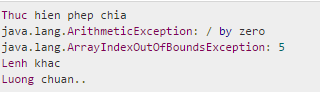 Thuc hien phep chia
java.lang.ArithmeticException: / by zero
java.lang.ArrayIndexOutOfBoundsException: 5
Lenh khac
Luong chuan..